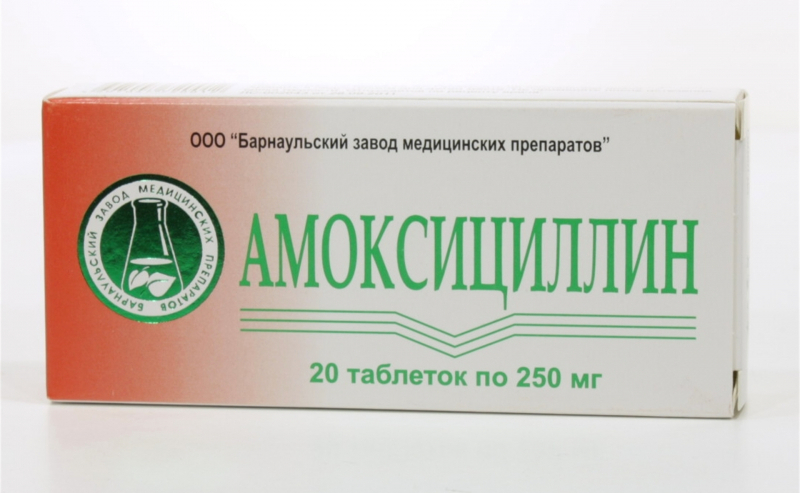 ООО “Барнаульский завод медицинских препаратов”
БАРНАУЛЬСКИЙ ЗАВОД МЕДИЦИНСКИХ ПРЕПАРАТОВ
АМОКСИЦИЛЛИН
20 таблеток по 250 мг